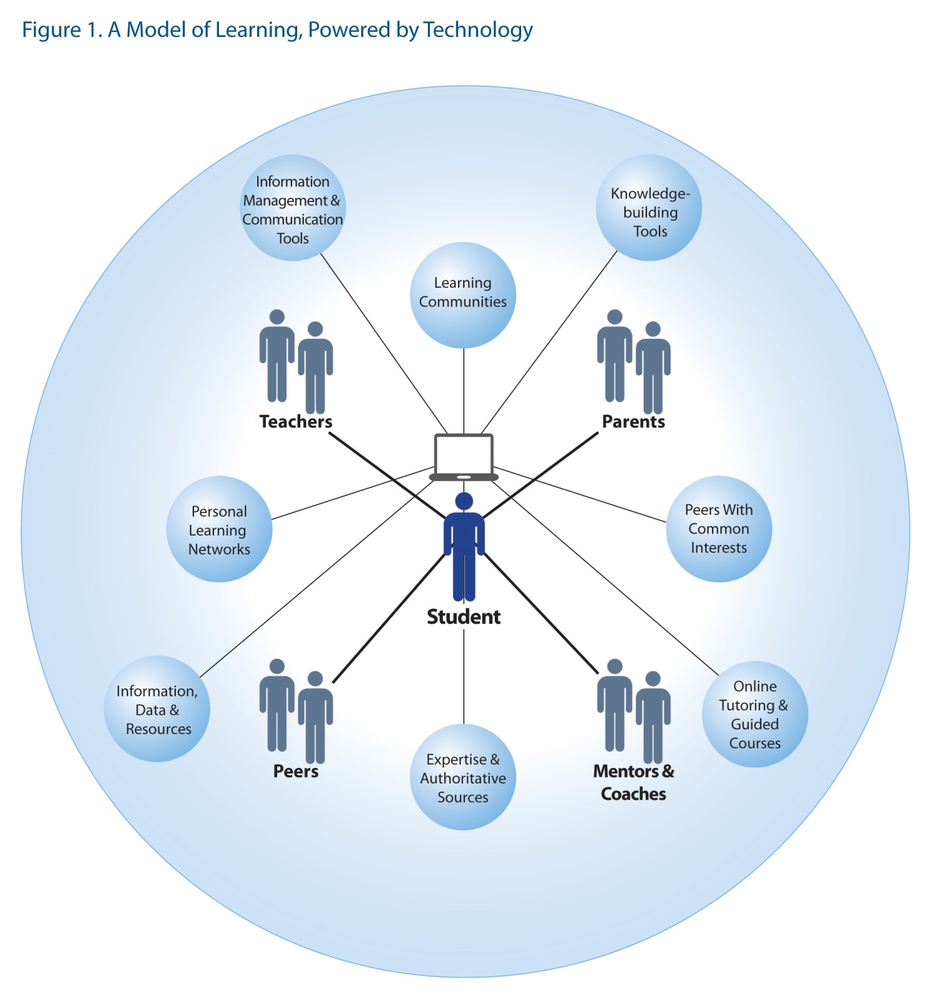 Figure 1. A Model of Learning, Powered by Technology
Information
Management &
Communication
Tools
Knowledge-
building
Tools
Learning
Communities
Teachers
Parents
Personal
Learning
Networks
Peers With
Common
Interests
Student
Information,
Data &
Resources
Online
Tutoring &
Guided
Courses
Peers
Expertise &
Authoritative
Sources
Mentors &
Coaches